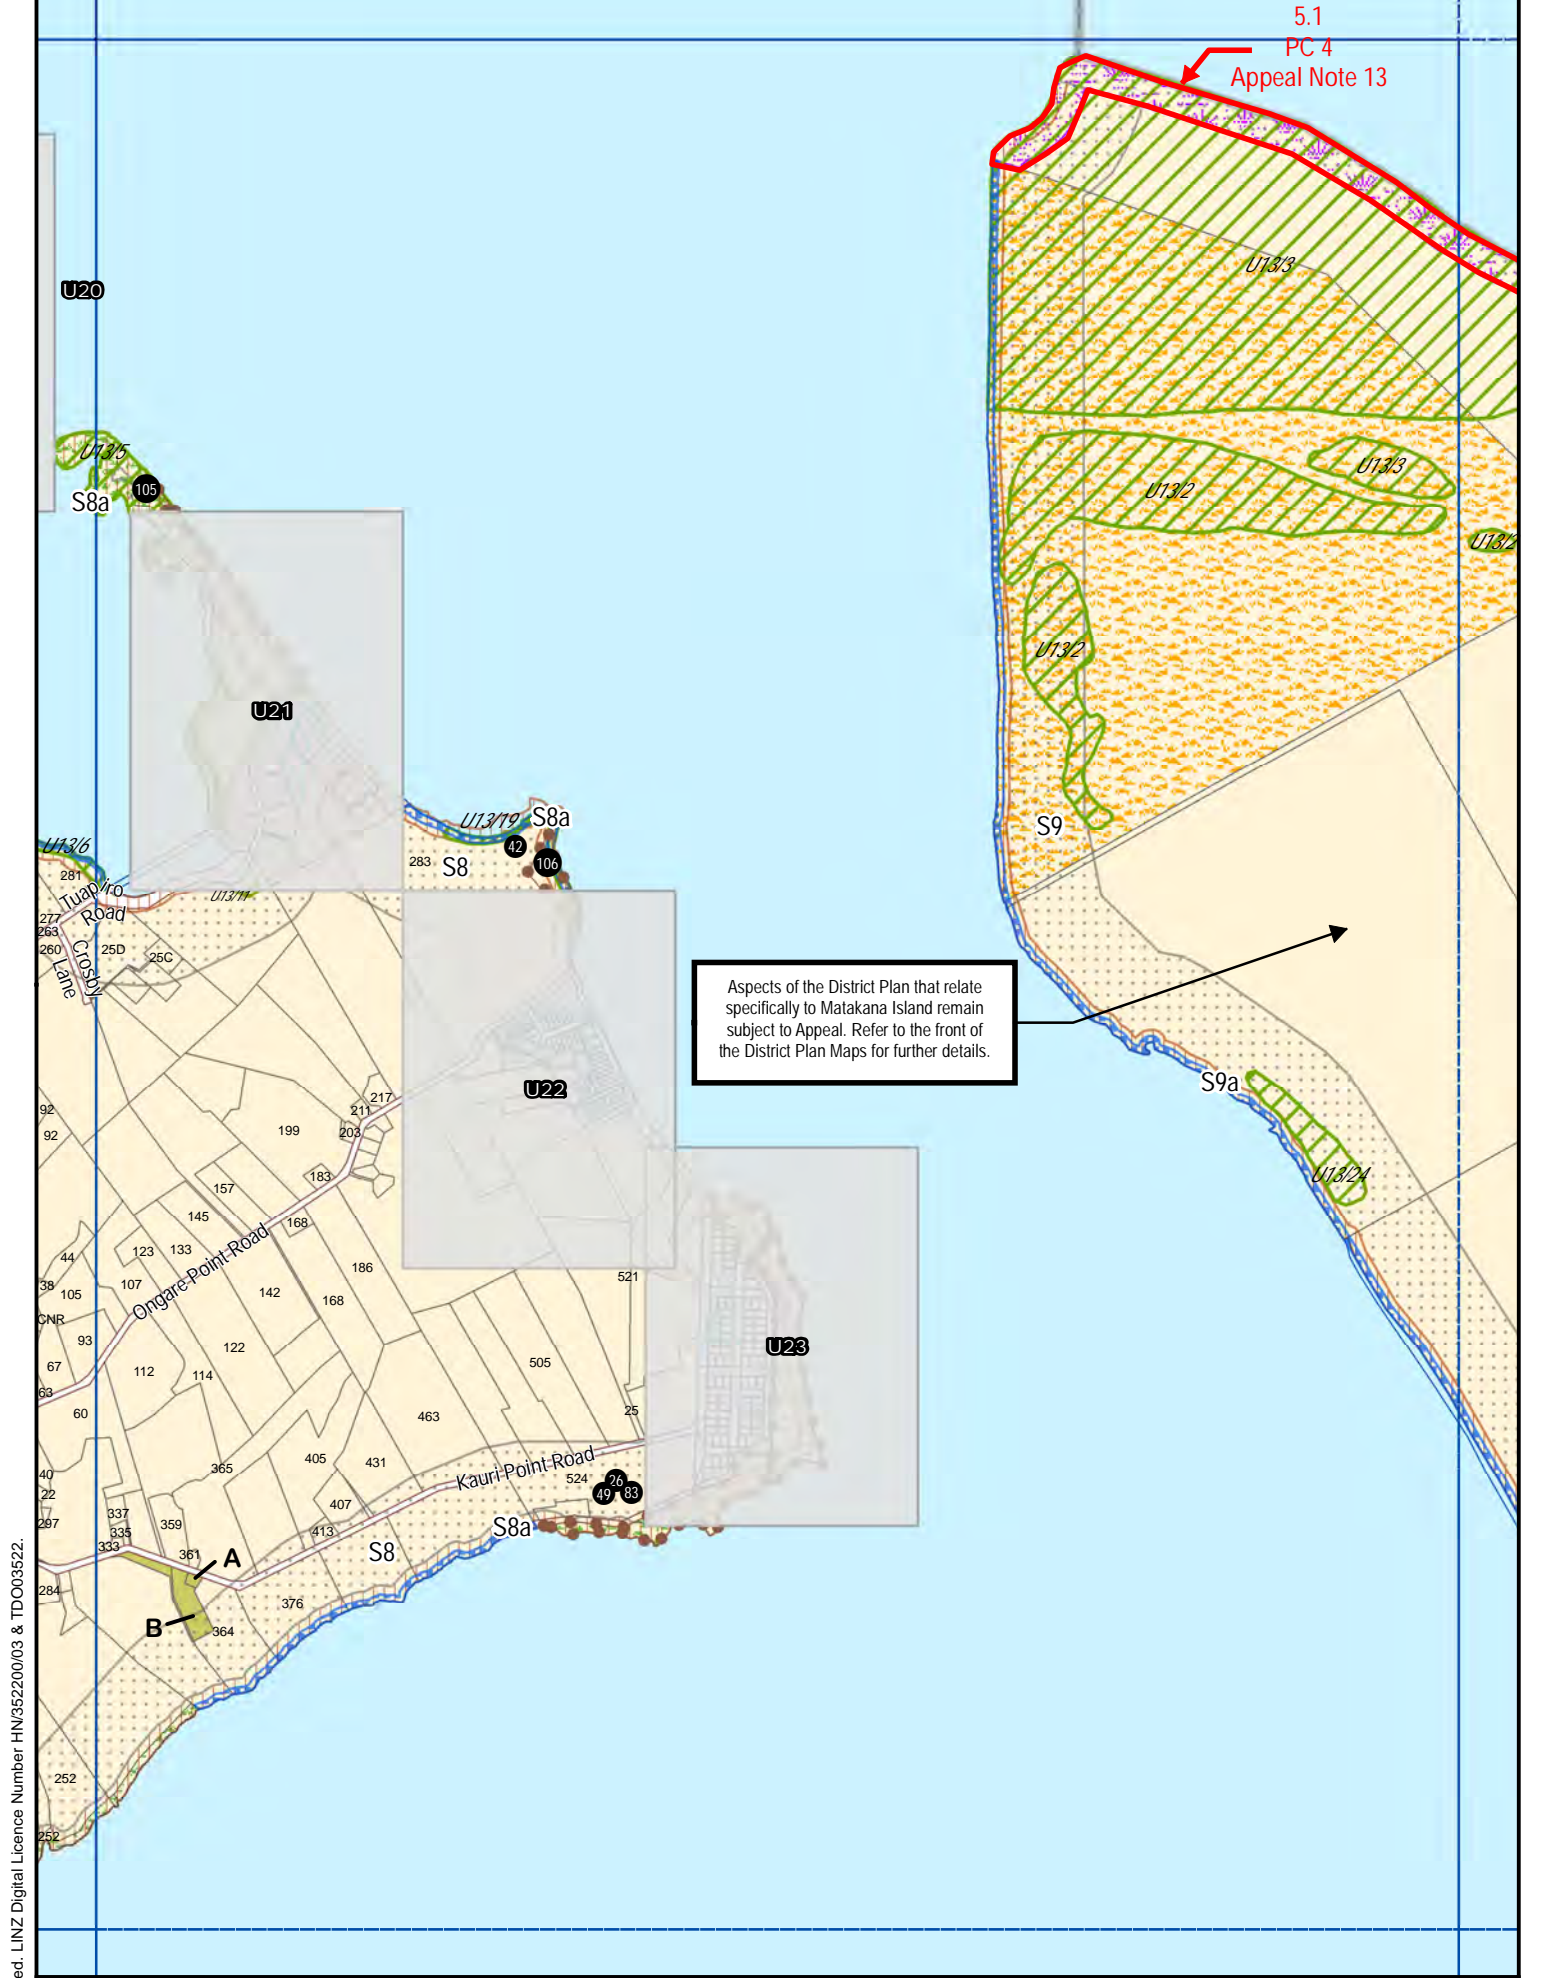 5.1
PC 4
Appeal Note 13
U13/3
U20
U13/5
105
S8a
U13/3
U13/2
U13/2
U13/2
U21
U13/19
S8a
42
106
283
S8
S9
U13/6
281
Tuapiro
Road
U13/11
277
263
260
25D
25C
Crosby
Lane
Aspects of the District Plan that relate
specifically to Matakana Island remain
subject to Appeal. Refer to the front of
the District Plan Maps for further details.
S9a
U13/24
U22
92
92
217
211
203
199
183
157
145
168
123
133
44
38
105
107
CNR
Ongare Point Road
186
142
168
521
93
122
67
112
114
63
60
505
25
463
U23
405
431
365
40
22
Kauri Point Road
524
26
49
83
337
297
335
359
407
413
333
361
A
S8a
S8
284
376
B
364
252
252
ed. LINZ Digital Licence Number HN/352200/03 & TDO03522.